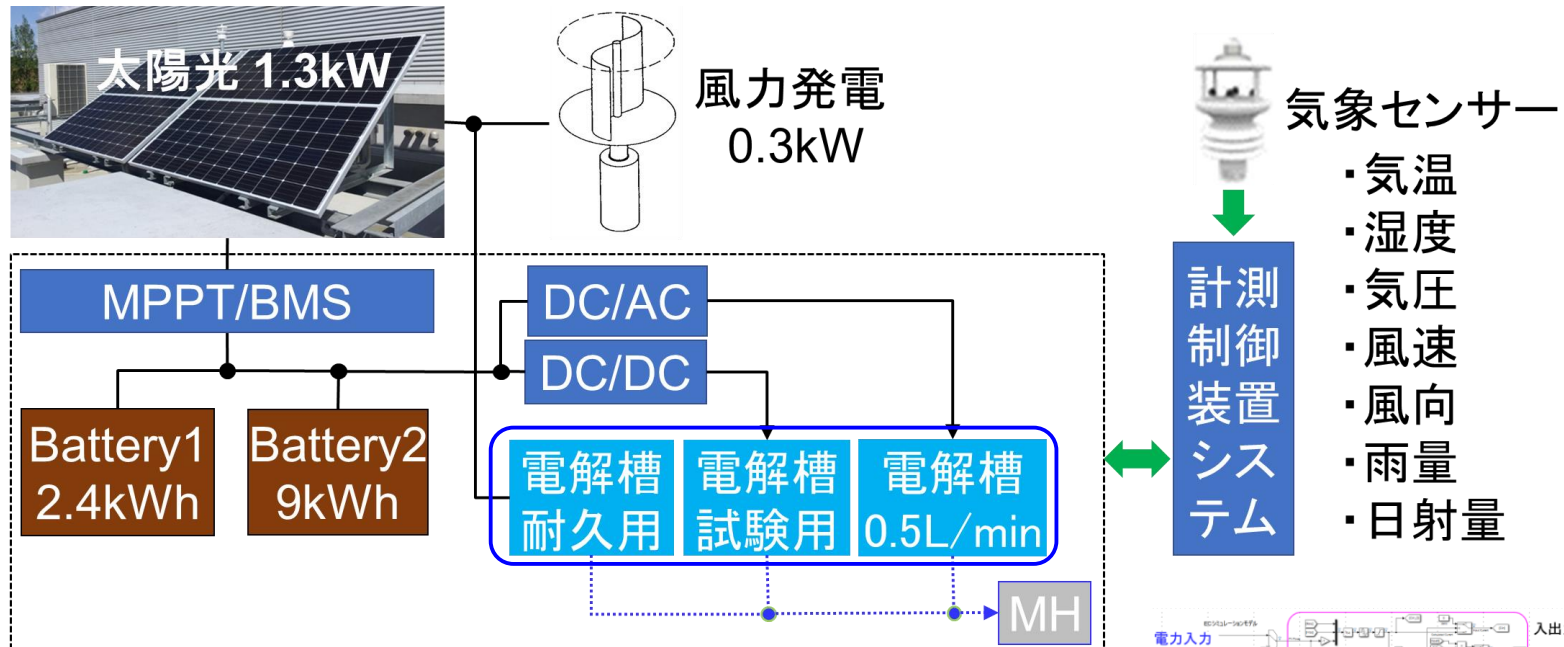 太陽光 1.3kW
風力発電
0.3kW
気象センサー
・気温
・湿度
・気圧
・風速
・風向
・雨量
・日射量
計測
制御
装置
シス
テム
MPPT/BMS
DC/AC
DC/DC
Battery1
2.4kWh
Battery2
9kWh
電解槽
耐久用
電解槽
試験用
電解槽
0.5L/min
MH
電力入力
入出